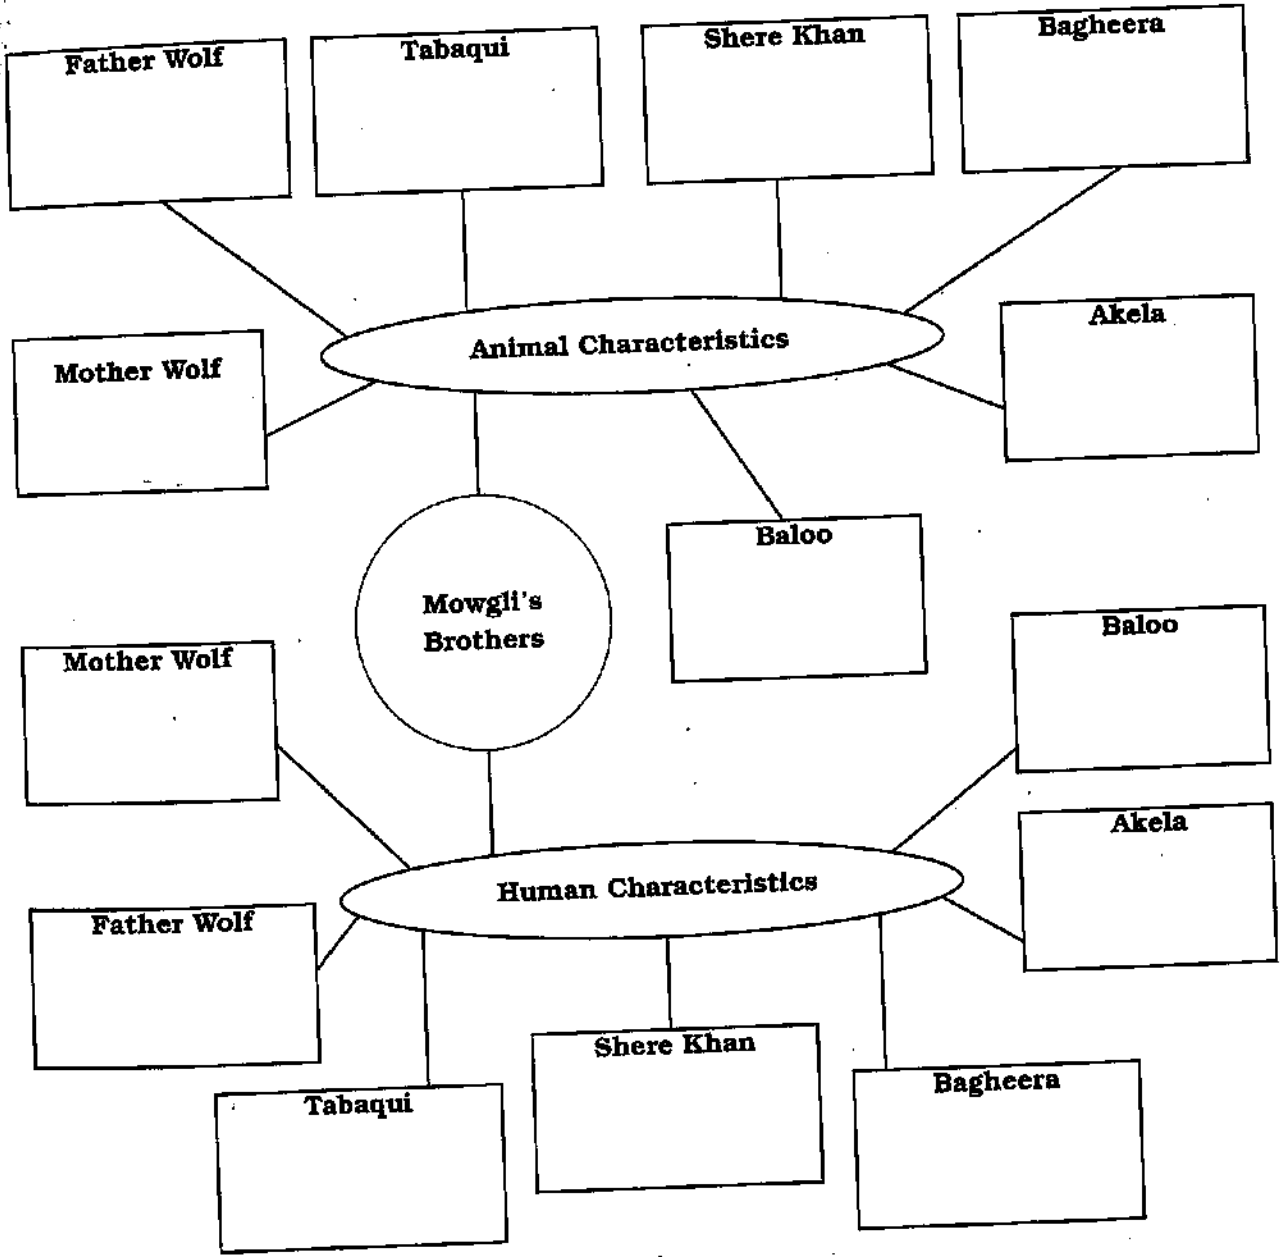 Father Wolf
Tabaqui
Shere Khan
Bagheera
Animal Characteristics
Akela
Mother Wolf
Baloo
Mowgli's
Brothers
Baloo
Mother Wolf
Akela
Human Characteristics
Father Wolf
Shere Khan
Bagheera
Tabaqui